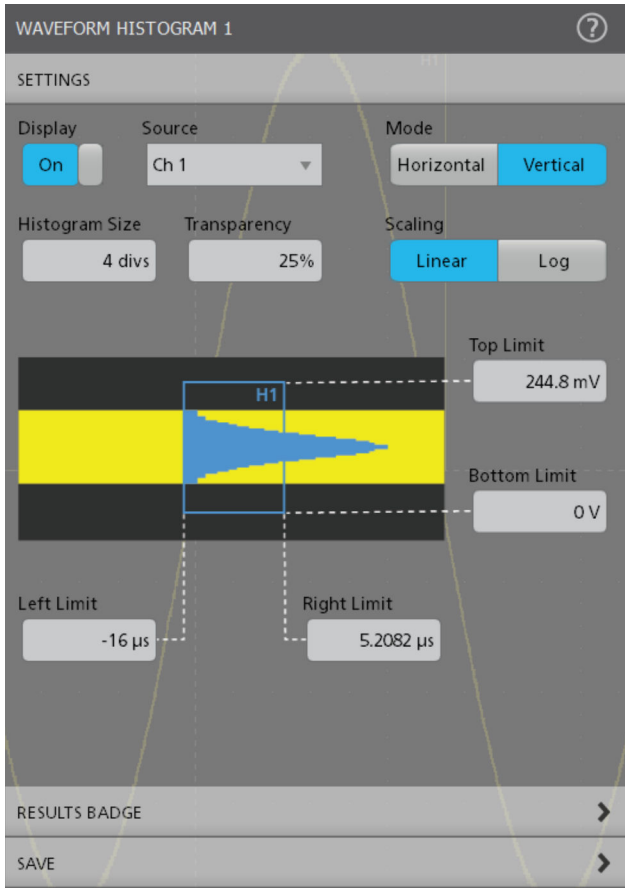 WAVEFORM HISTOGRAM 1 ?
H1
SETTINGS
Display Source Mode
On Ch 1 Horizontal Vertical
Histogram Size Transparency Scaling
4 divs 25% Linear Log
Top Limit
244.8 mV
H1
Bottom Limit
0 V
Left Limit Right Limit
-16 µs 5.2082 µs
RESULTS BADGE
SAVE